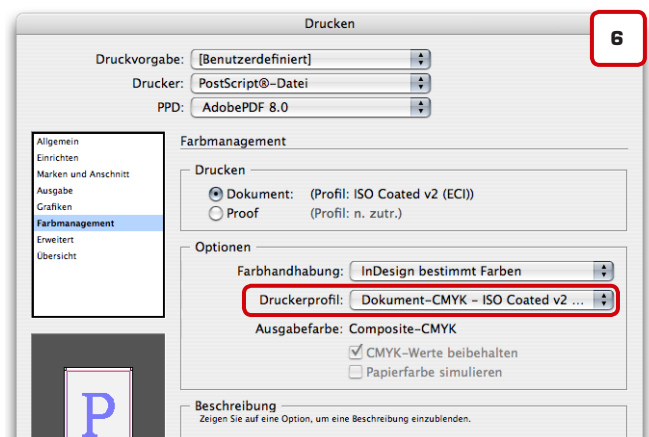 Drucken
6
Druckvorgabe: [Benutzerdefiniert]
Drucker: PostScript®-Datei
PPD: AdobePDF 8.0
Allgemein
Einrichten
Marken und Anschnitt
Ausgabe
Grafiken
Farbmanagement
Erweitert
Übersicht
Farbmanagement
Drucken
Dokument: (Profil: ISO Coated v2 (ECI))
Proof (Profil: n. zutr.)
Optionen
Farbhandhabung: InDesign bestimmt Farben
Druckerprofil: Dokument-CMYK – ISO Coated v2 ...
Ausgabefarbe: Composite-CMYK
CMYK-Werte beibehalten
Papierfarbe simulieren
Beschreibung
Zeigen Sie auf eine Option, um eine Beschreibung einzublenden.
P